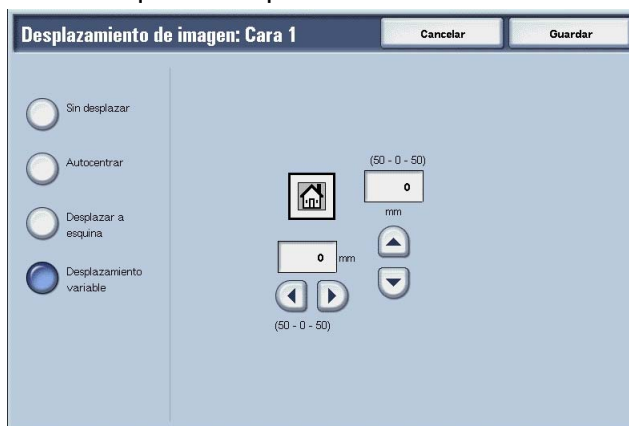 Desplazamiento de imagen: Cara 1
Cancelar
Guardar
Sin desplazar
Autocentrar
Desplazar a
esquina
Desplazamiento
variable
(50 - 0 - 50)
0
mm
0 mm
(50 - 0 - 50)